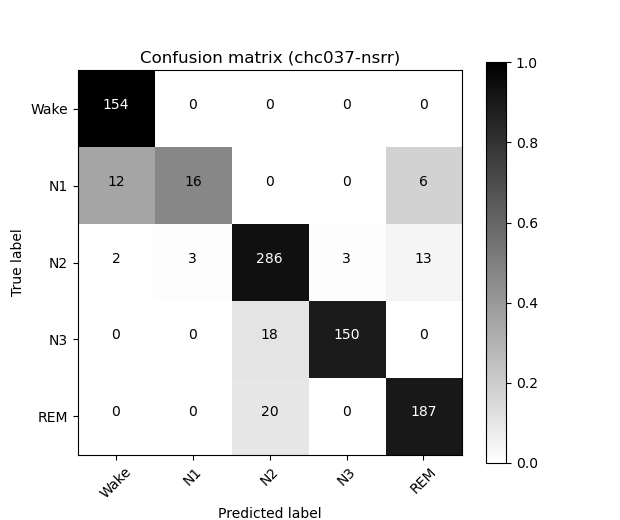 Confusion matrix (chc037-nsrr)
True label
Wake 154 0 0 0 0
N1 12 16 0 0 6
N2 2 3 286 3 13
N3 0 0 18 150 0
REM 0 0 20 0 187
Wake N1 N2 N3 REM
Predicted label
1.0
0.8
0.6
0.4
0.2
0.0